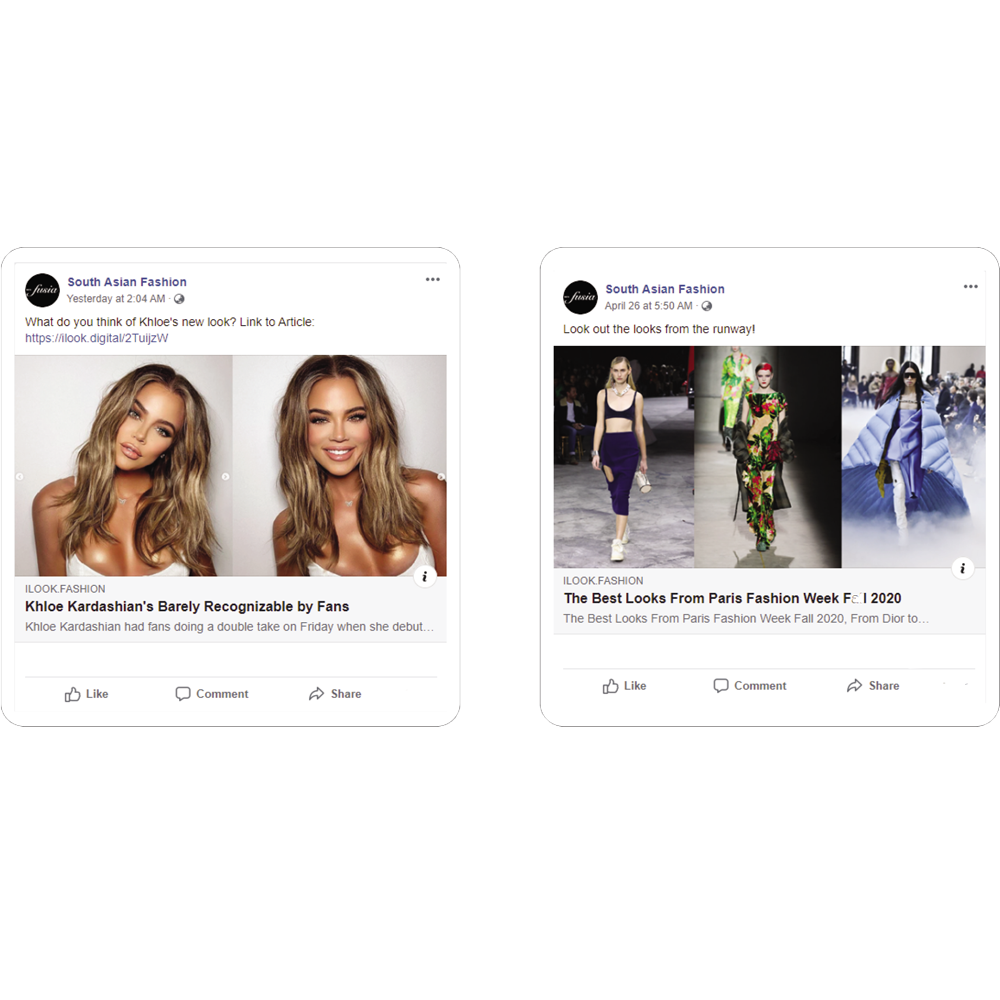 fusia
South Asian Fashion
Yesterday at 2:04 AM ·
What do you think of Khloe's new look? Link to Article:
https://ilook.digital/2TuijzW
i
ILOOK.FASHION
Khloe Kardashian's Barely Recognizable by Fans
Khloe Kardashian had fans doing a double take on Friday when she debut…
Like Comment Share
fusia
South Asian Fashion
April 26 at 5:50 AM ·
Look out the looks from the runway!
i
ILOOK.FASHION
The Best Looks From Paris Fashion Week 2020
The Best Looks From Paris Fashion Week Fall 2020, From Dior to…
Like Comment Share